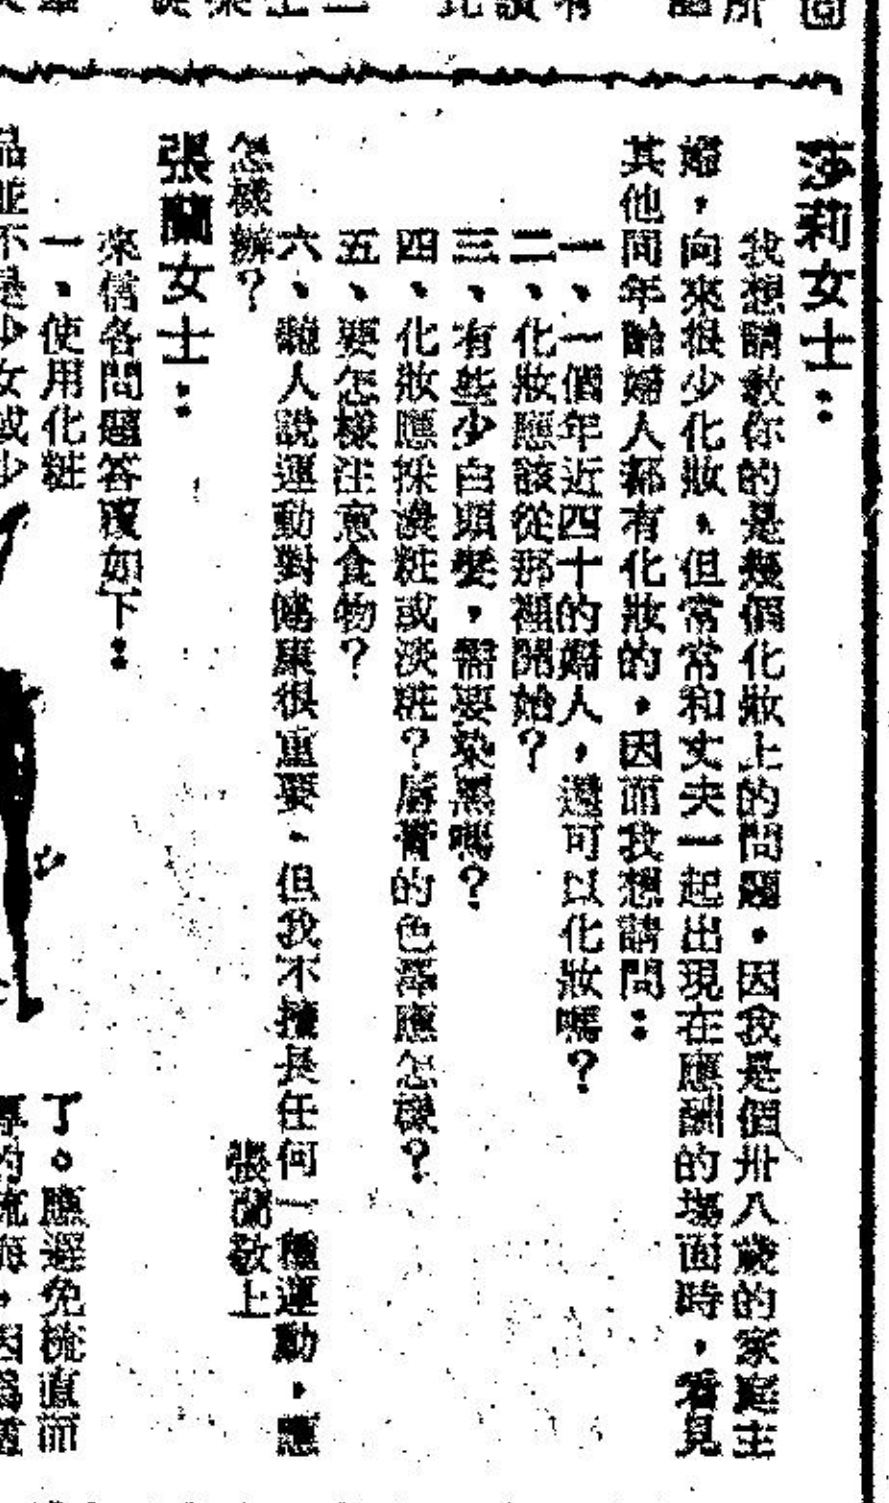 莎莉女士：
我想請教你的是幾個化妝上的問題，因我是個卅八歲的家庭主
婦，向來很少化妝，但常常和丈夫一起出現在應酬的場面時，看見
其他同年齡婦人都有化妝的，因而我想請問：
一、一個年近四十的婦人，還可以化妝嗎？
二、化妝應該從那裡開始？
三、有些少白頭髮，需要染黑嗎？
四、化妝應採濃粧或淡粧？唇膏的色澤應怎樣？
五、要怎樣注意食物？
六、聽人說運動對健康很重要，但我不擅長任何一種運動，應
怎樣辦？
張蘭敬上
張蘭女士：
來信各問題答覆如下：
一、使用化粧
品並不是少女或少
了。應避免梳直而